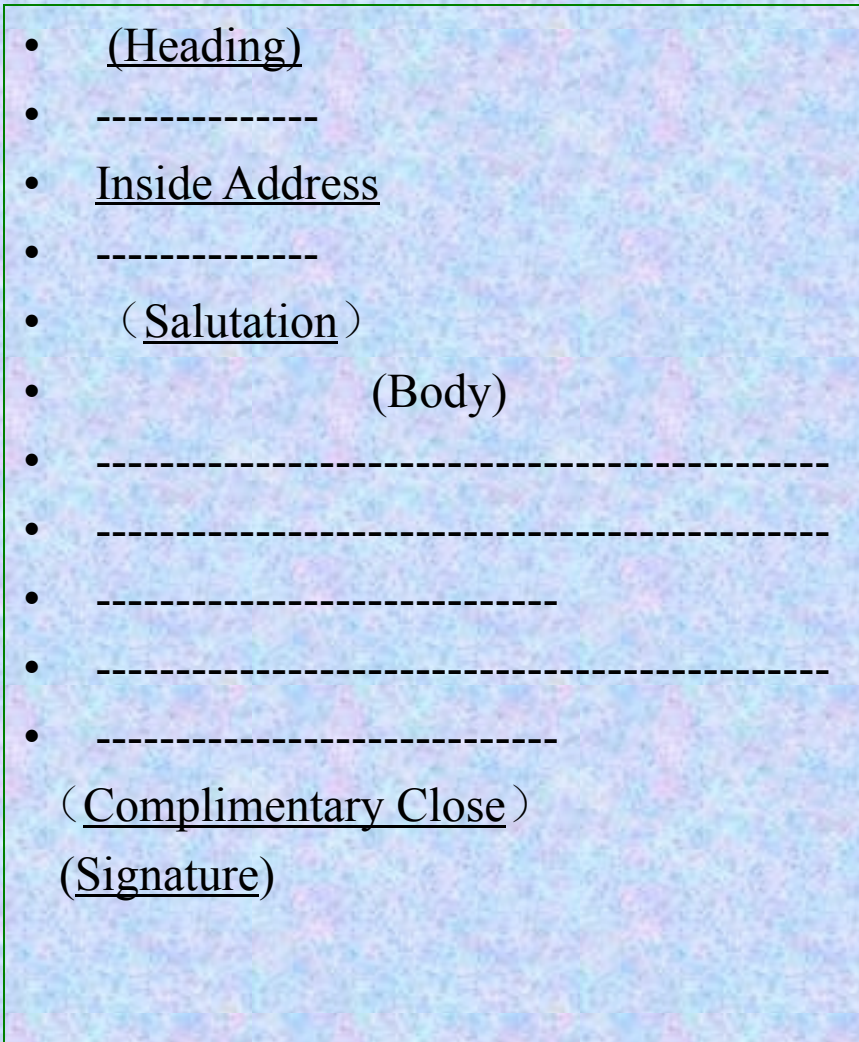 • (Heading)
• --------------
• Inside Address
• --------------
• （Salutation）
• (Body)
• ----------------------------------------------
• ----------------------------------------------
• -----------------------------
• ----------------------------------------------
• -----------------------------
（Complimentary Close）
(Signature)